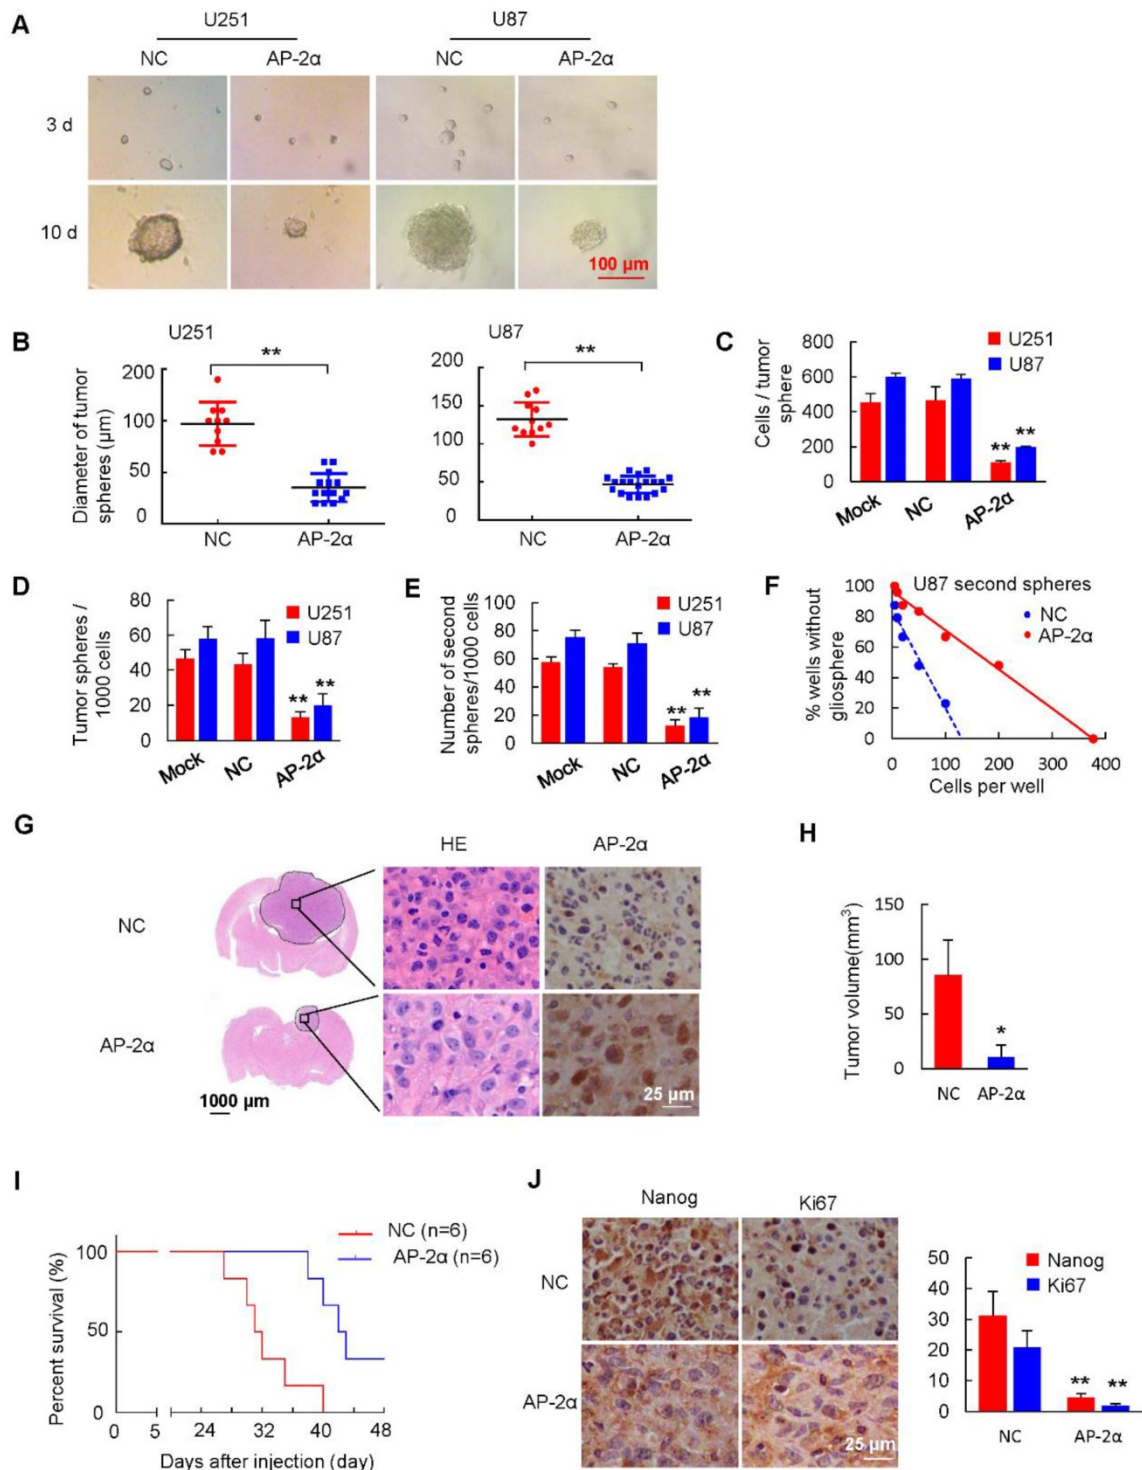 A
U251
U87
NC
AP-2α
NC
AP-2α
3 d
10 d
100 µm
B
U251
**
Diameter of tumor
spheres (µm)
200
100
50
100
50
0
NC
AP-2α
U87
**
150
100
50
0
NC
AP-2α
C
Cells / tumor
sphere
800
600
400
200
0
U251
U87
**
**
Mock
NC
AP-2α
D
Tumor spheres /
1000 cells
80
60
40
20
0
U251
U87
**
**
Mock
NC
AP-2α
E
Number of second
spheres/1000 cells
100
80
60
40
20
0
U251
U87
**
**
Mock
NC
AP-2α
F
% wells without
gliosphere
100
80
60
40
20
0
U87 second spheres
NC
AP-2α
0 100 200 300 400
Cells per well
G
HE
AP-2α
NC
AP-2α
1000 µm
25 µm
H
Tumor volume(mm³)
150
100
50
0
*
NC
AP-2α
I
NC (n=6)
AP-2α (n=6)
Percent survival (%)
100
50
0
0 5 24 32 40 48
Days after injection (day)
J
Nanog
Ki67
NC
AP-2α
25 µm
50
40
30
20
10
0
Nanog
Ki67
**
**
NC
AP-2α